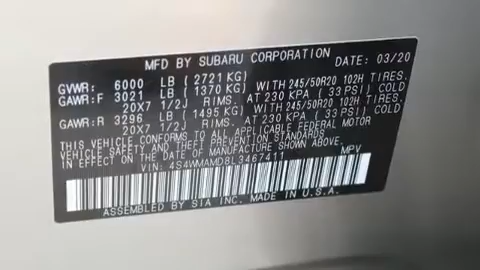 MFD BY SUBARU CORPORATION DATE: 03/20
GVWR: 6000 LB (2721 KG)
GAWR:F 3021 LB (1370 KG) WITH 245/50R20 102H TIRES,
20X7 1/2J RIMS, AT 230 KPA (33 PSI) COLD
GAWR:R 3296 LB (1495 KG) WITH 245/50R20 102H TIRES,
20X7 1/2J RIMS, AT 230 KPA (33 PSI) COLD
THIS VEHICLE CONFORMS TO ALL APPLICABLE FEDERAL MOTOR
VEHICLE SAFETY AND THEFT PREVENTION STANDARDS
IN EFFECT ON THE DATE OF MANUFACTURE SHOWN ABOVE.
VIN: 4S4WMAMD8L3467411 MPV
ASSEMBLED BY SIA INC. MADE IN U.S.A.